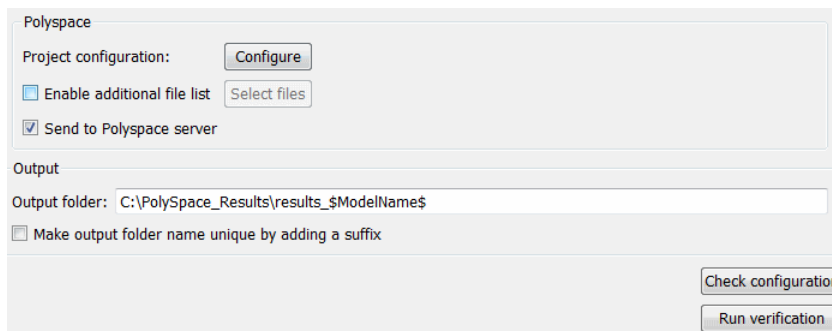 Polyspace
Project configuration: Configure
Enable additional file list Select files
Send to Polyspace server
Output
Output folder: C:\PolySpace_Results\results_$ModelName$
Make output folder name unique by adding a suffix
Check configuratio
Run verification